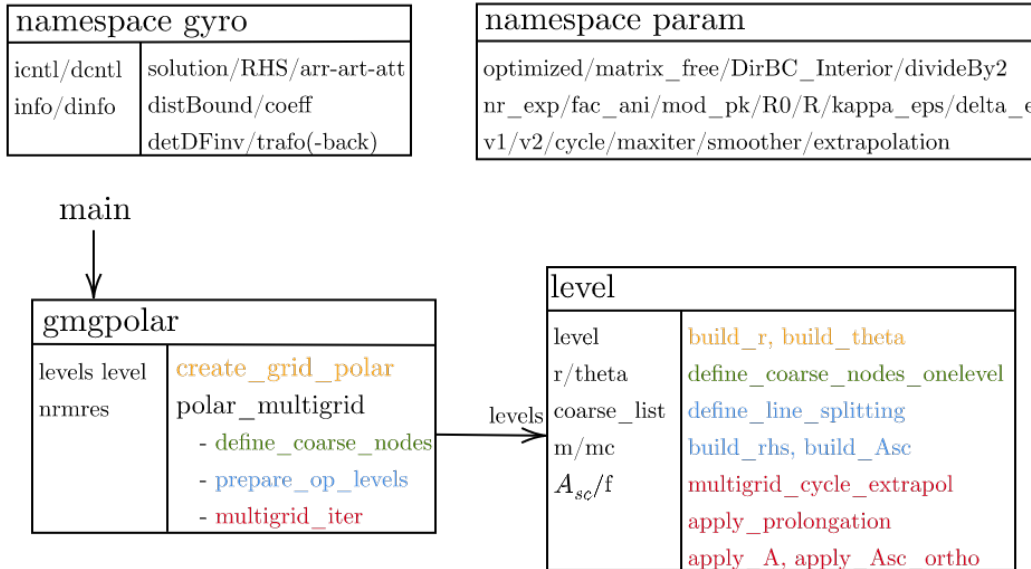 namespace gyro
icntl/dcntl
info/dinfo
solution/RHS/arr-art-att
distBound/coeff
detDFinv/trafo(-back)
namespace param
optimized/matrix_free/DirBC_Interior/divideBy2
nr_exp/fac_ani/mod_pk/R0/R/kappa_eps/delta_e
v1/v2/cycle/maxiter/smoother/extrapolation
main
gmgpolar
levels level
nrmres
create_grid_polar
polar_multigrid
- define_coarse_nodes
- prepare_op_levels
- multigrid_iter
levels
level
level
r/theta
coarse_list
m/mc
A_sc/f
build_r, build_theta
define_coarse_nodes_onelevel
define_line_splitting
build_rhs, build_Asc
multigrid_cycle_extrapol
apply_prolongation
apply_A, apply_Asc_ortho